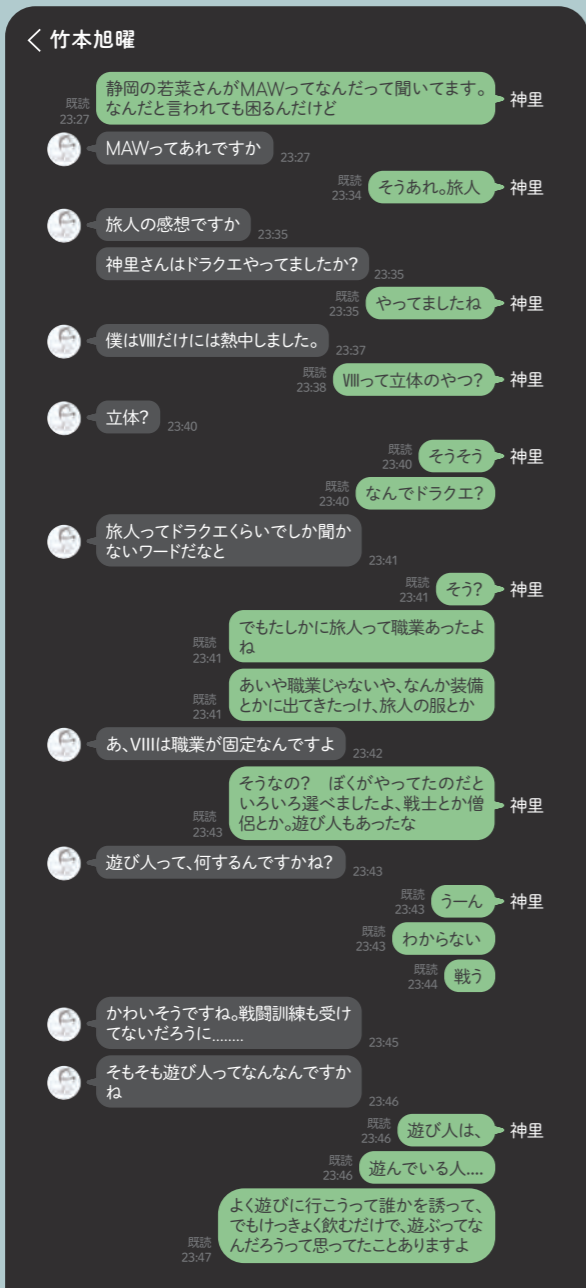 竹本旭曜
静岡の若菜さんがMAWってなんだって聞いてます。
なんだと言われても困るんだけど
既読
23:27
神里
MAWってあれですか
23:27
そうあれ。旅人
既読
23:34
神里
旅人の感想ですか
23:35
神里さんはドラクエやってましたか?
23:35
やってましたね
既読
23:35
神里
僕はⅧだけには熱中しました。
23:37
Ⅷって立体のやつ?
既読
23:38
神里
立体?
23:40
そうそう
既読
23:40
神里
なんでドラクエ?
既読
23:40
旅人ってドラクエくらいでしか聞か
ないワードだなと
23:41
そう?
既読
23:41
神里
でもたしかに旅人って職業あったよ
ね
既読
23:41
あいや職業じゃないや、なんか装備
とかに出てきたっけ、旅人の服とか
既読
23:41
あ、VIIIは職業が固定なんですよ
23:42
そうなの? ぼくがやってたのだと
いろいろ選べましたよ、戦士とか僧
侶とか。遊び人もあったな
既読
23:43
神里
遊び人って、何するんですかね?
23:43
うーん
既読
23:43
神里
わからない
既読
23:43
戦う
既読
23:44
かわいそうですね。戦闘訓練も受け
てないだろうに........
23:45
そもそも遊び人ってなんなんですか
ね
23:46
遊び人は、
既読
23:46
神里
遊んでいる人....
既読
23:46
よく遊びに行こうって誰かを誘って、
でもけっきょく飲むだけで、遊ぶってな
んだろうって思ってたことありますよ
既読
23:47